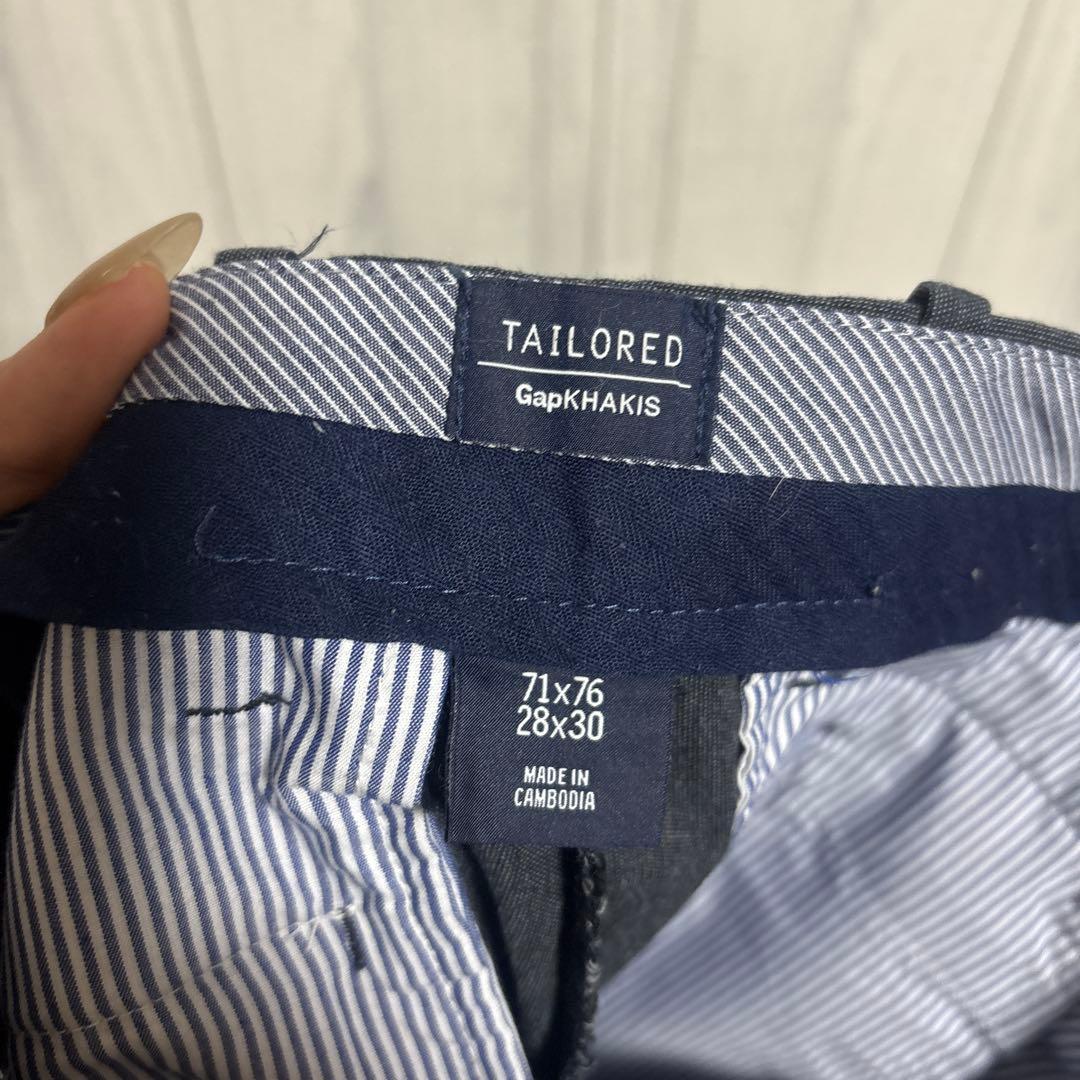 TAILORED
GapKHAKIS
71x76
28x30
MADE IN
CAMBODIA